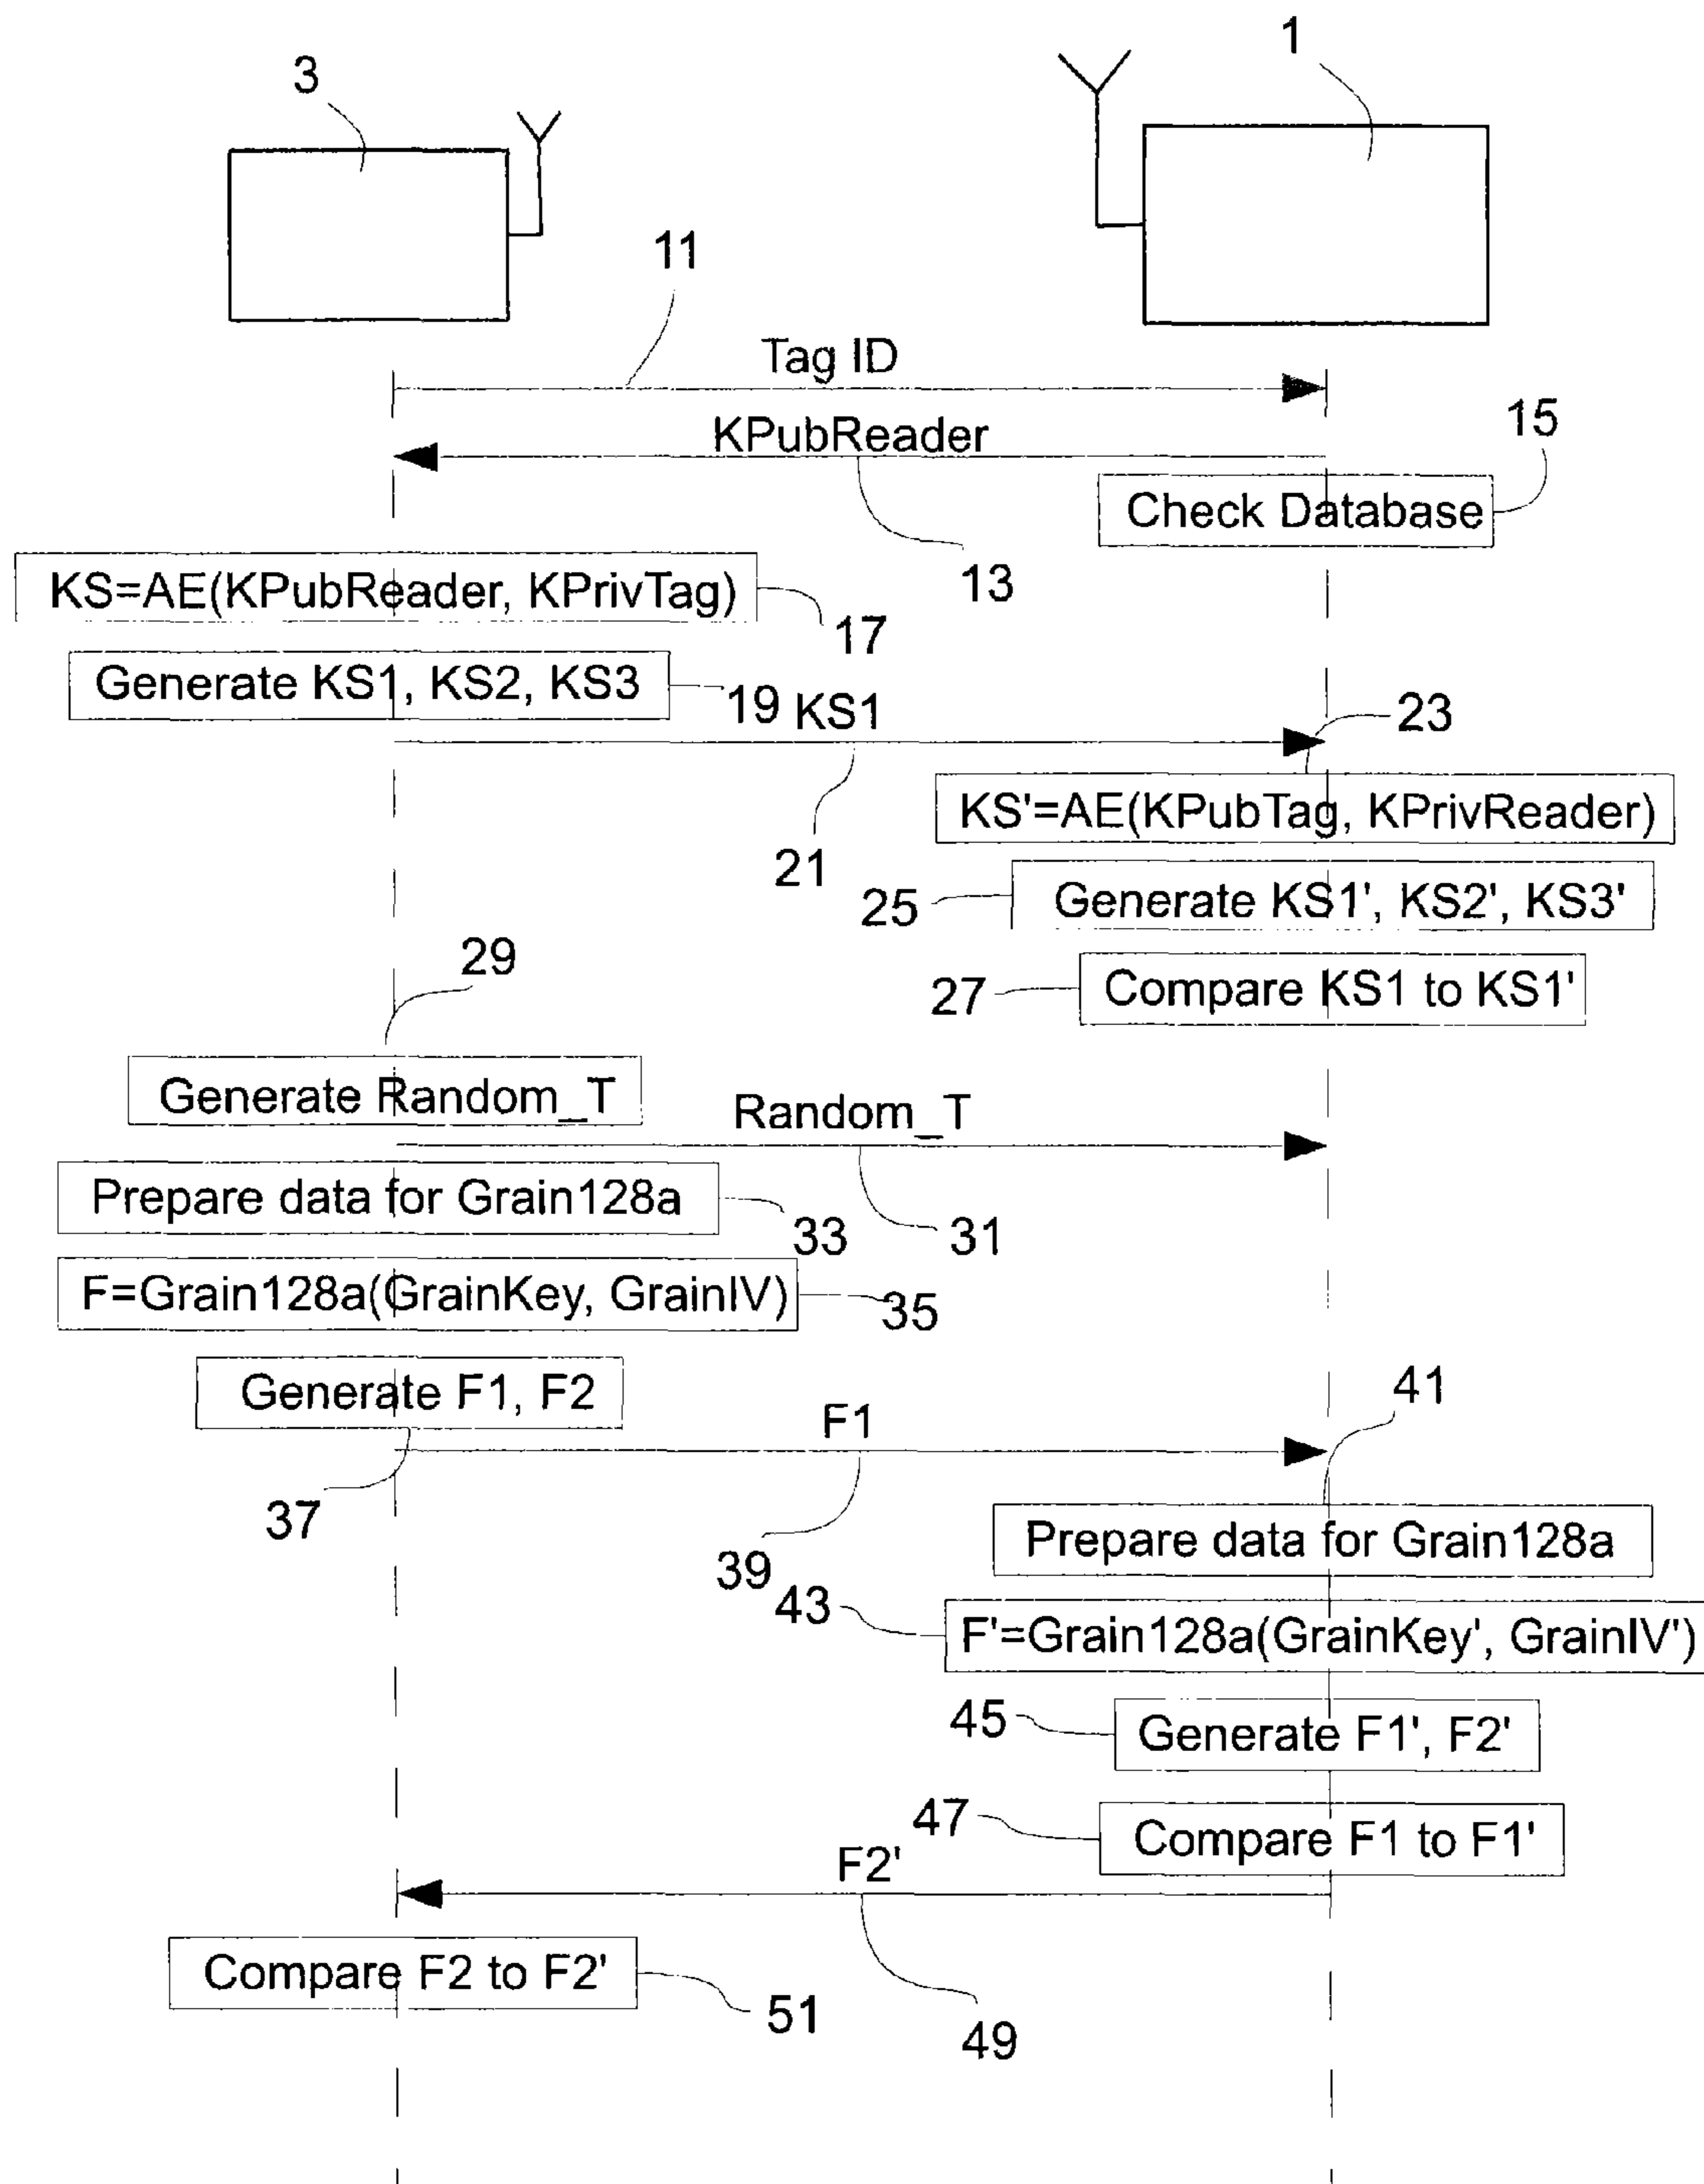 1
3
11
Tag ID
KPubReader
15
Check Database
13
KS=AE(KPubReader, KPrivTag)
17
Generate KS1, KS2, KS3
19
KS1
23
21
KS'=AE(KPubTag, KPrivReader)
25
Generate KS1', KS2', KS3'
29
27
Compare KS1 to KS1'
Generate Random_T
Random_T
Prepare data for Grain128a
33
31
F=Grain128a(GrainKey, GrainIV)
35
Generate F1, F2
41
F1
37
39
Prepare data for Grain128a
43
F'=Grain128a(GrainKey', GrainIV')
45
Generate F1', F2'
47
Compare F1 to F1'
F2'
Compare F2 to F2'
51
49